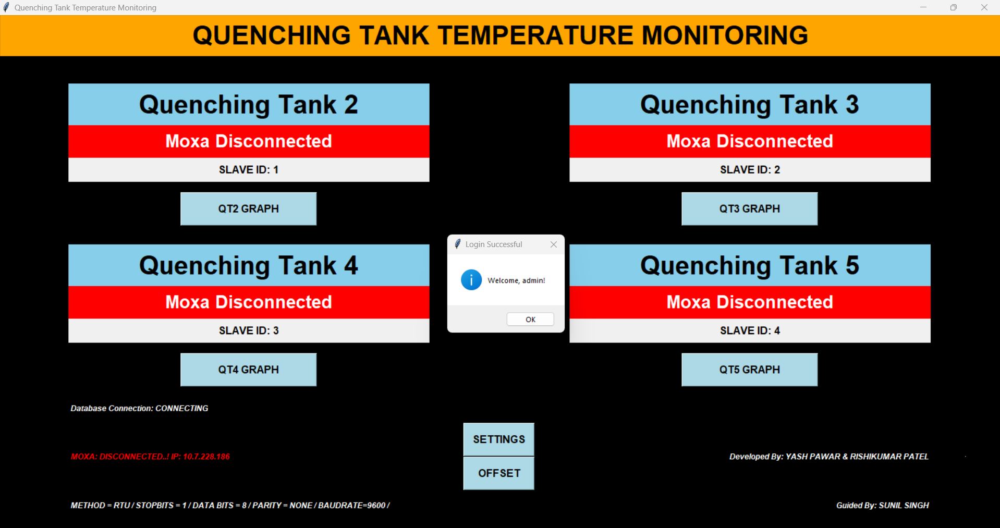 Quenching Tank Temperature Monitoring
QUENCHING TANK TEMPERATURE MONITORING
Quenching Tank 2
Moxa Disconnected
SLAVE ID: 1
QT2 GRAPH
Quenching Tank 3
Moxa Disconnected
SLAVE ID: 2
QT3 GRAPH
Login Successful
Welcome, admin!
OK
Quenching Tank 4
Moxa Disconnected
SLAVE ID: 3
QT4 GRAPH
Quenching Tank 5
Moxa Disconnected
SLAVE ID: 4
QT5 GRAPH
Database Connection: CONNECTING
SETTINGS
MOXA: DISCONNECTED..! IP: 10.7.228.186
Developed By: YASH PAWAR & RISHIKUMAR PATEL
OFFSET
METHOD = RTU / STOPBITS = 1 / DATA BITS = 8 / PARITY = NONE / BAUDRATE=9600 /
Guided By: SUNIL SINGH